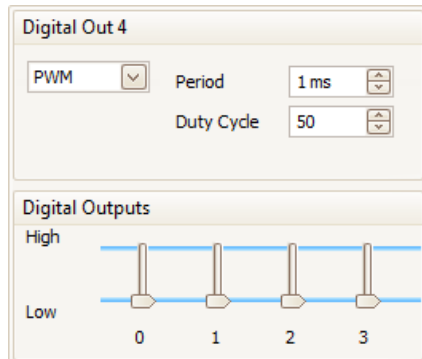 Digital Out 4
PWM Period 1 ms
Duty Cycle 50
Digital Outputs
High
Low
0 1 2 3